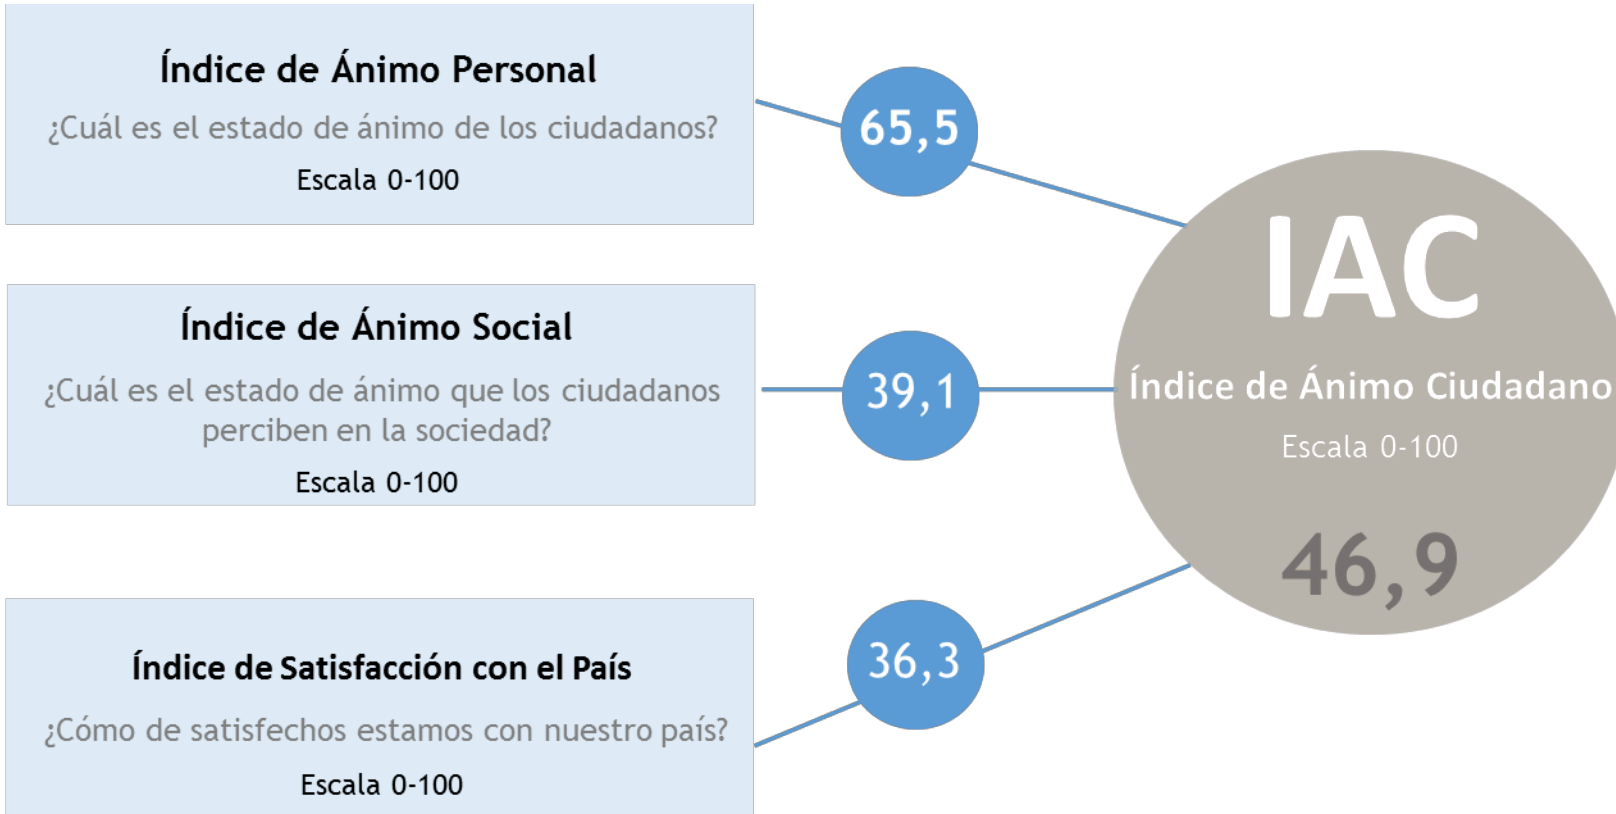 Índice de Ánimo Personal
¿Cuál es el estado de ánimo de los ciudadanos?
Escala 0-100
65,5
Índice de Ánimo Social
¿Cuál es el estado de ánimo que los ciudadanos
perciben en la sociedad?
Escala 0-100
39,1
Índice de Satisfacción con el País
¿Cómo de satisfechos estamos con nuestro país?
Escala 0-100
36,3
IAC
Índice de Ánimo Ciudadano
Escala 0-100
46,9